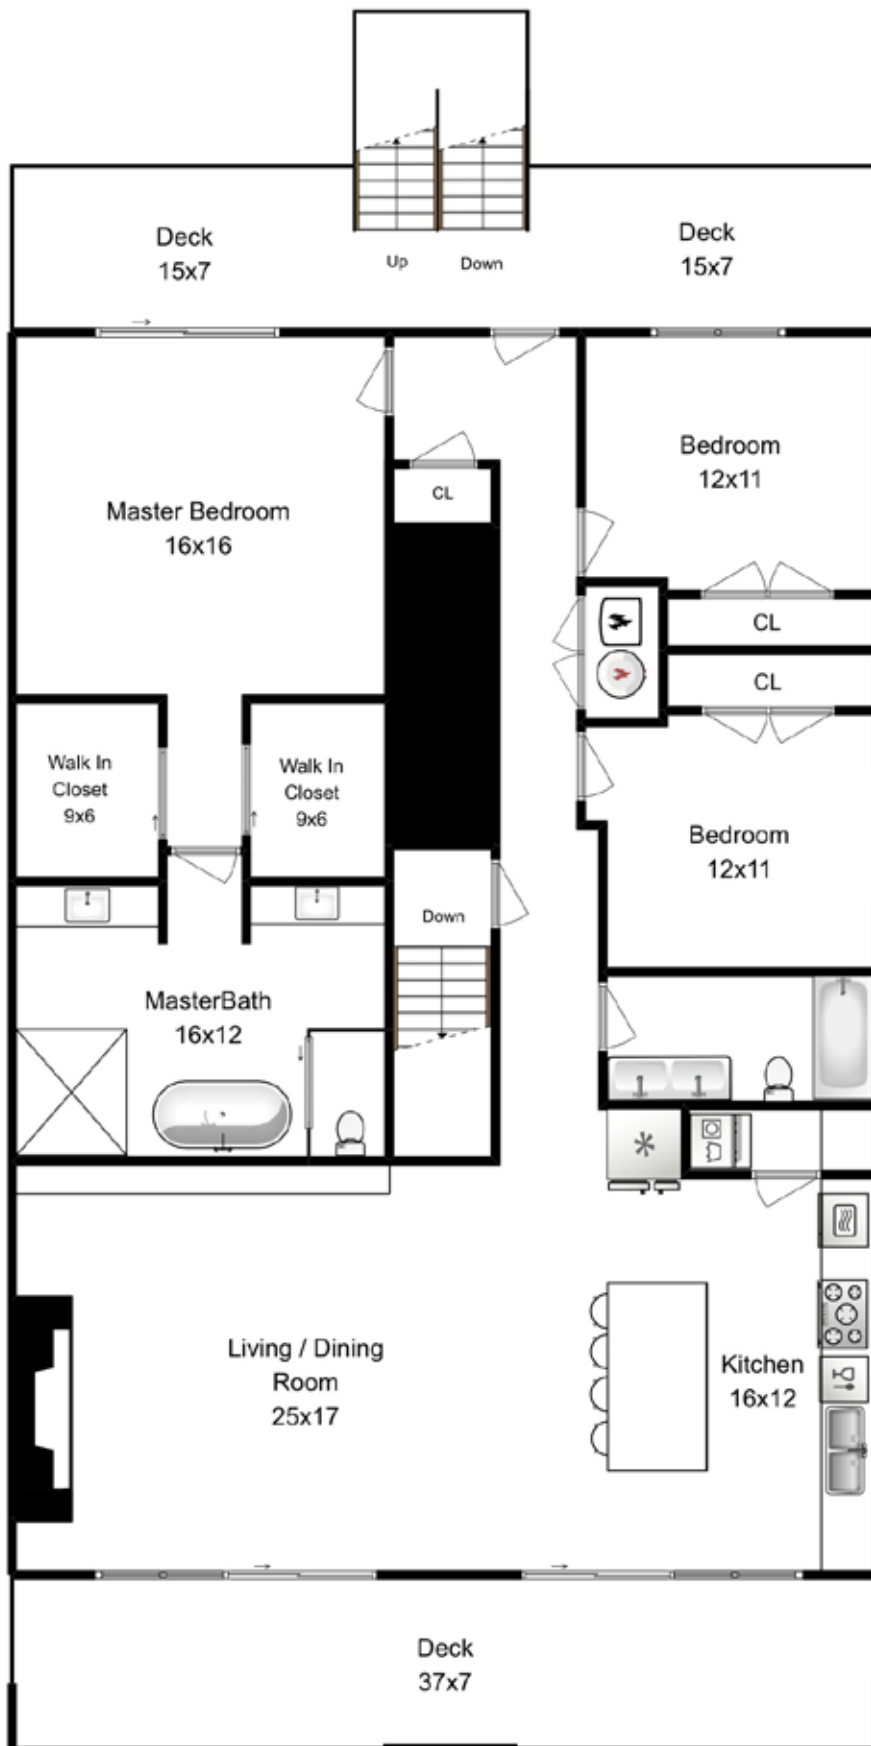 Deck
15x7
Up
Down
Deck
15x7
Master Bedroom
16x16
CL
Bedroom
12x11
CL
CL
Walk In
Closet
9x6
Walk In
Closet
9x6
Bedroom
12x11
Down
MasterBath
16x12
Living / Dining
Room
25x17
Kitchen
16x12
Deck
37x7